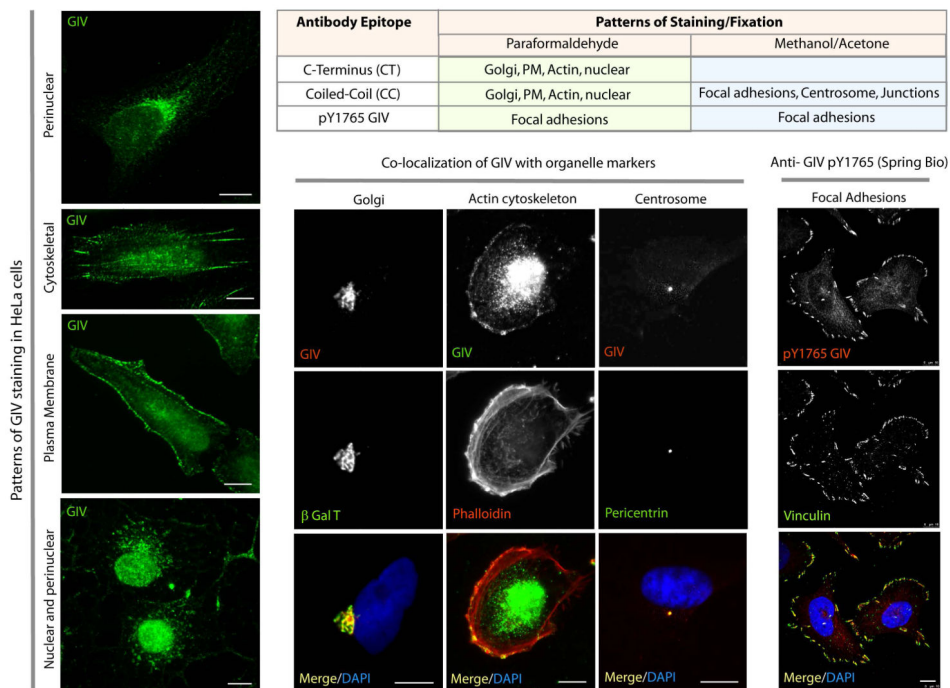 Patterns of GIV staining in HeLa cells
Perinuclear
GIV
Cytoskeletal
GIV
Plasma Membrane
GIV
Nuclear and perinuclear
GIV
Antibody Epitope
Patterns of Staining/Fixation
Paraformaldehyde
Methanol/Acetone
C-Terminus (CT)
Golgi, PM, Actin, nuclear
Coiled-Coil (CC)
Golgi, PM, Actin, nuclear
Focal adhesions, Centrosome, Junctions
pY1765 GIV
Focal adhesions
Focal adhesions
Co-localization of GIV with organelle markers
Anti- GIV pY1765 (Spring Bio)
Golgi
Actin cytoskeleton
Centrosome
Focal Adhesions
GIV
GIV
GIV
pY1765 GIV
β Gal T
Phalloidin
Pericentrin
Vinculin
Merge/DAPI
Merge/DAPI
Merge/DAPI
Merge/DAPI